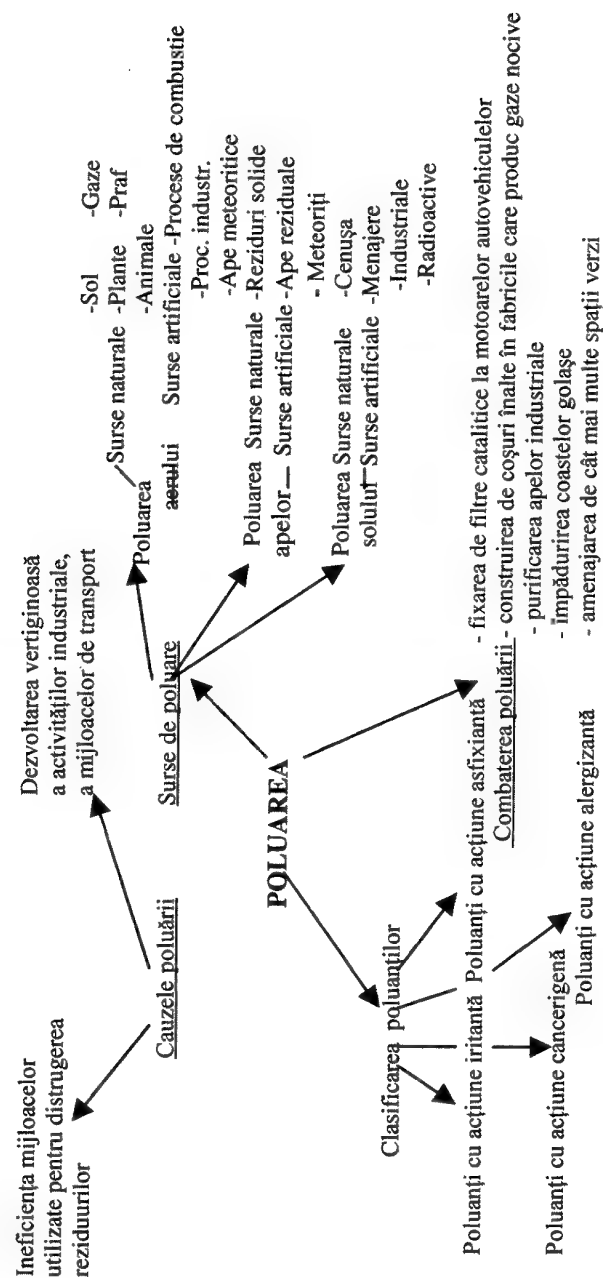 Ineficiența mijloacelor
utilizate pentru distrugerea
reziduurilor
Dezvoltarea vertiginoasă
a activităților industriale,
a mijloacelor de transport
Cauzele poluării
Surse de poluare
POLUAREA
Poluarea
aerului
Surse naturale
-Sol
-Gaze
-Plante
-Praf
-Animale
Surse artificiale -Procese de combustie
-Proc. industr.
Poluarea Surse naturale
apelor
-Ape meteoritice
-Reziduri solide
Surse artificiale -Ape reziduale
Poluarea Surse naturale
solului
- Meteoriți
-Cenușa
Surse artificiale -Menajere
-Industriale
-Radioactive
Clasificarea poluanților
Poluanți cu acțiune iritantă
Poluanți cu acțiune asfixiantă
Poluanți cu acțiune cancerigenă
Poluanți cu acțiune alergizantă
Combaterea poluării
- fixarea de filtre catalitice la motoarelor autovehiculelor
- construirea de coșuri înalte în fabricile care produc gaze nocive
- purificarea apelor industriale
- împădurirea coastelor golașe
- amenajarea de cât mai multe spații verzi